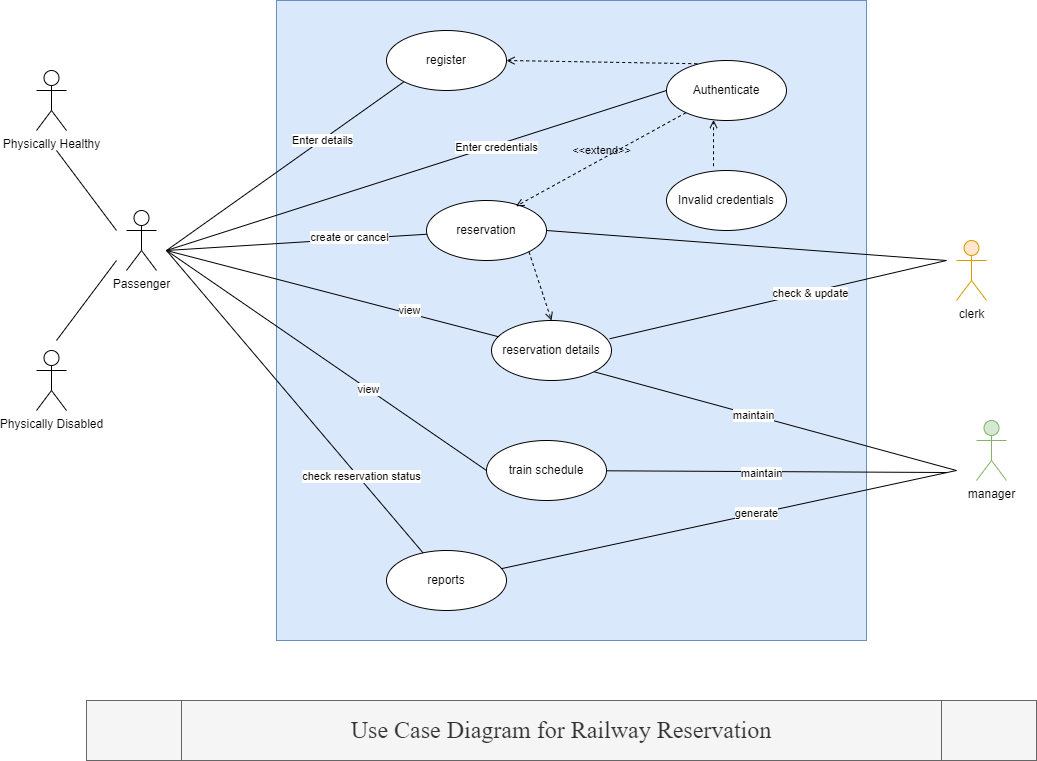 register
Authenticate
Physically Healthy
Enter details
Enter credentials
<<extend>>
Invalid credentials
reservation
create or cancel
Passenger
check & update
view
clerk
reservation details
view
maintain
Physically Disabled
train schedule
maintain
check reservation status
manager
generate
reports
Use Case Diagram for Railway Reservation